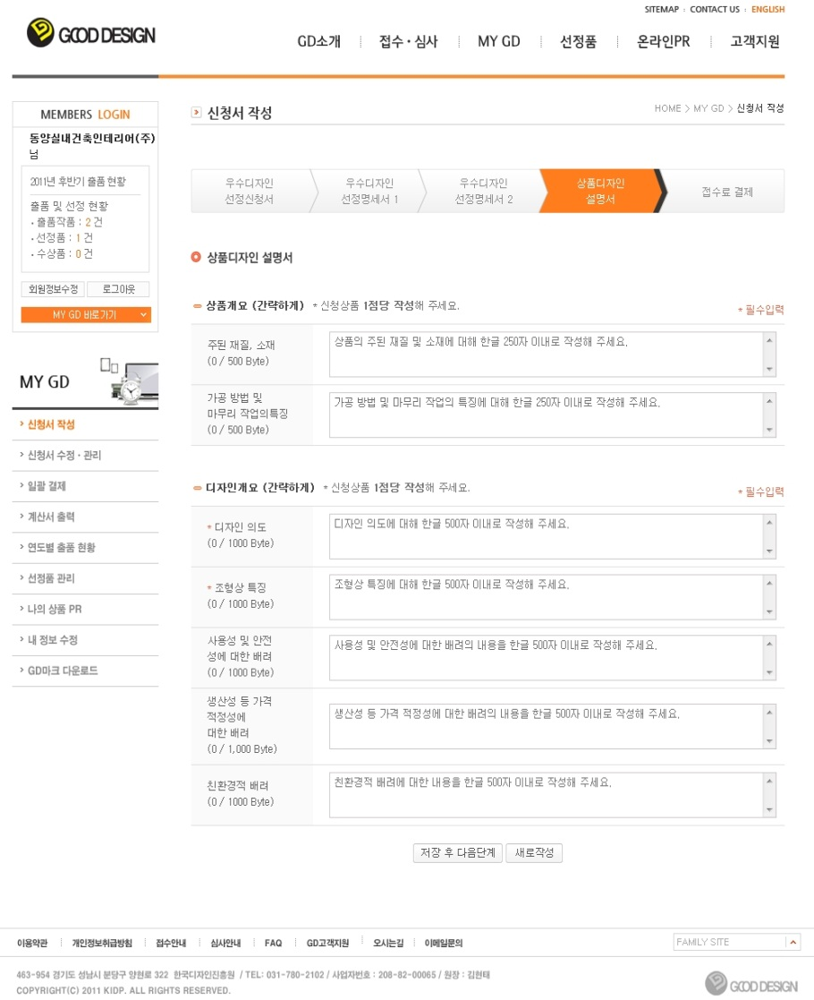 SITEMAP : CONTACT US : ENGLISH
GOOD DESIGN
GD소개
접수 · 심사
MY GD
선정품
온라인PR
고객지원
MEMBERS LOGIN
동양실내건축인테리어(주)
님
2011년 후반기 출품 현황
출품 및 선정 현황
· 출품작품 : 2 건
· 선정품 : 1 건
· 수상품 : 0 건
회원정보수정
로그아웃
MY GD 바로가기
MY GD
신청서 작성
신청서 수정 · 관리
일괄 결제
계산서 출력
연도별 출품 현황
선정품 관리
나의 상품 PR
내 정보 수정
GD마크 다운로드
신청서 작성
HOME > MY GD > 신청서 작성
우수디자인
선정신청서
우수디자인
선정명세서 1
우수디자인
선정명세서 2
상품디자인
설명서
접수료 결제
상품디자인 설명서
상품개요 (간략하게) * 신청상품 1점당 작성해 주세요.
* 필수입력
주된 재질, 소재
(0 / 500 Byte)
상품의 주된 재질 및 소재에 대해 한글 250자 이내로 작성해 주세요.
가공 방법 및
마무리 작업의특징
(0 / 500 Byte)
가공 방법 및 마무리 작업의 특징에 대해 한글 250자 이내로 작성해 주세요.
디자인개요 (간략하게) * 신청상품 1점당 작성해 주세요.
* 필수입력
* 디자인 의도
(0 / 1000 Byte)
디자인 의도에 대해 한글 500자 이내로 작성해 주세요.
* 조형상 특징
(0 / 1000 Byte)
조형상 특징에 대해 한글 500자 이내로 작성해 주세요.
사용성 및 안전
성에 대한 배려
(0 / 1000 Byte)
사용성 및 안전성에 대한 배려의 내용을 한글 500자 이내로 작성해 주세요.
생산성 등 가격
적정성에
대한 배려
(0 / 1,000 Byte)
생산성 등 가격 적정성에 대한 배려의 내용을 한글 500자 이내로 작성해 주세요.
친환경적 배려
(0 / 1000 Byte)
친환경적 배려에 대한 내용을 한글 500자 이내로 작성해 주세요.
저장 후 다음단계
새로작성
이용약관
개인정보취급방침
접수안내
심사안내
FAQ
GD고객지원
오시는길
이메일문의
FAMILY SITE
463-954 경기도 성남시 분당구 양현로 322 한국디자인진흥원 / TEL: 031-780-2102 / 사업자번호 : 208-82-00065 / 원장 : 김현태
COPYRIGHT(C) 2011 KIDP. ALL RIGHTS RESERVED.
GOOD DESIGN